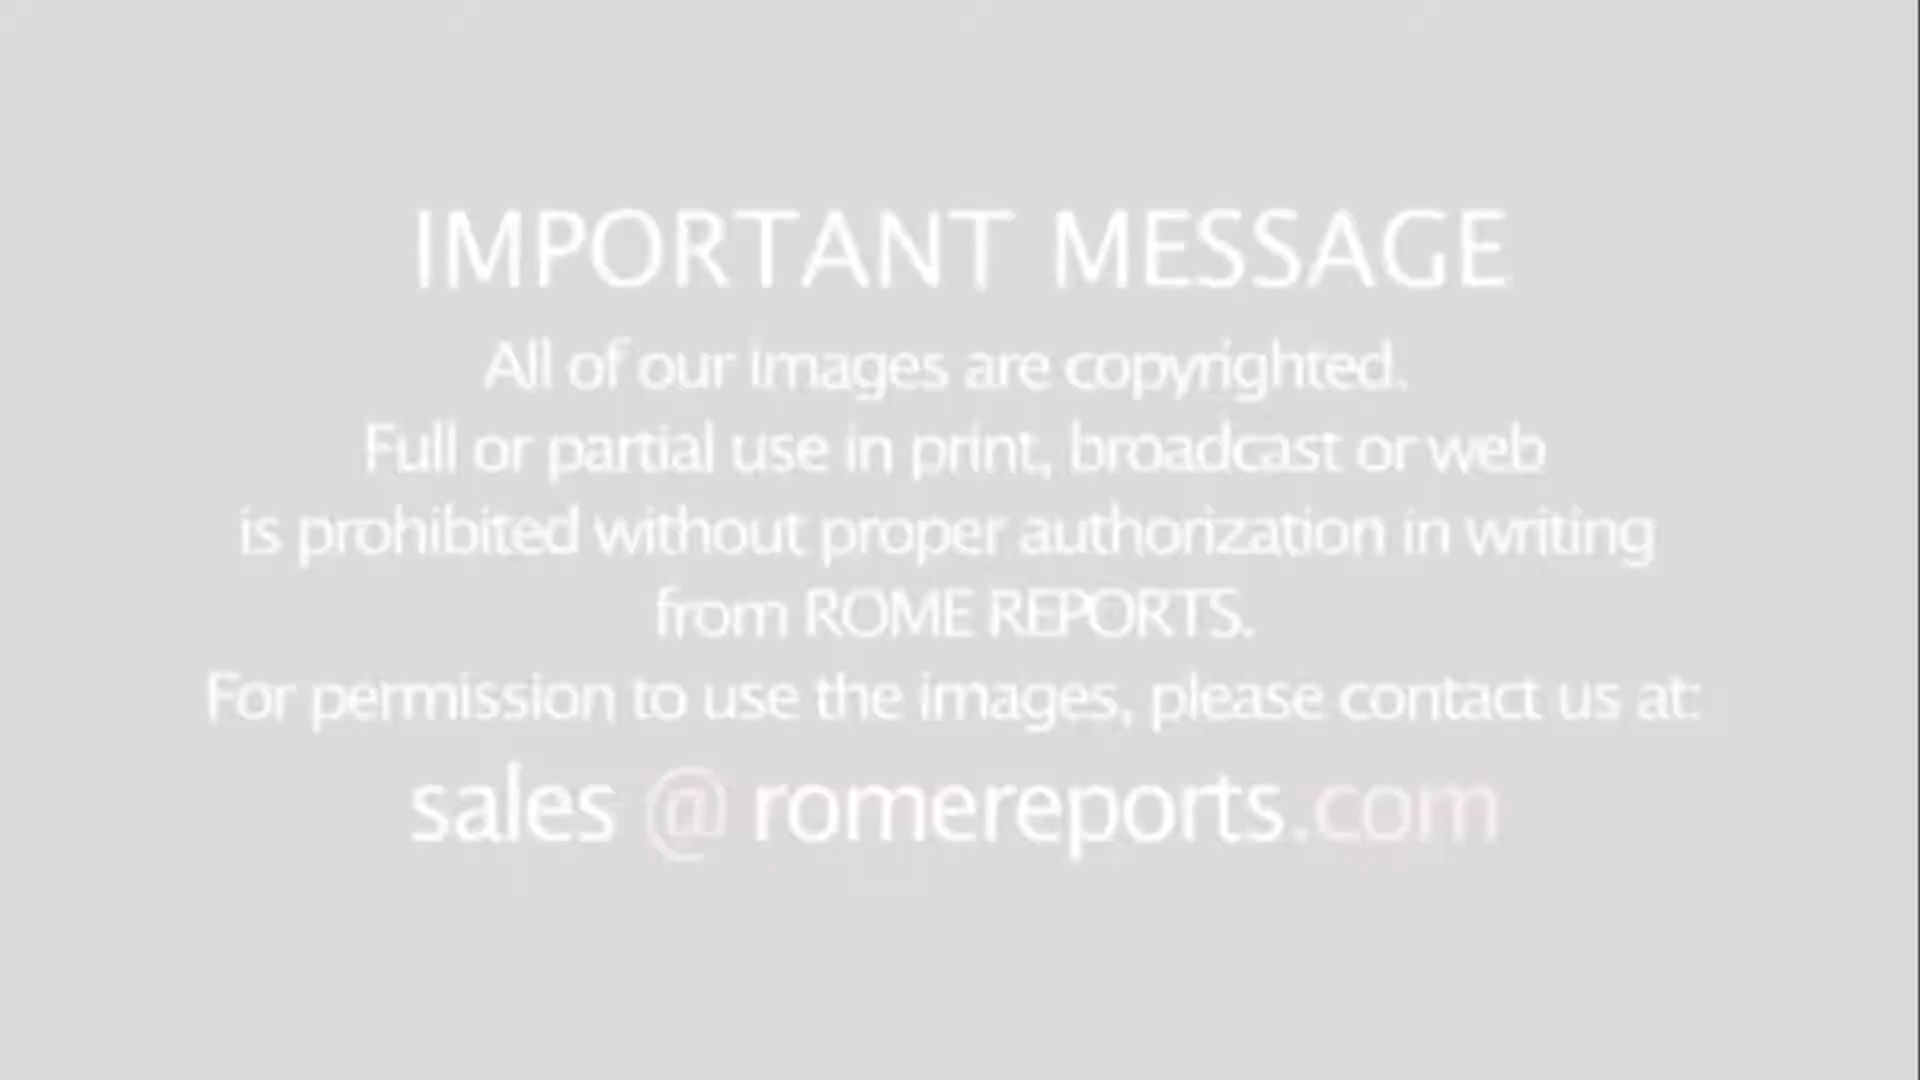 IMPORTANT MESSAGE
All of our images are copyrighted.
Full or partial use in print, broadcast or web
is prohibited without proper authorization in writing
from ROME REPORTS.
For permission to use the images, please contact us at:
sales @ romereports.com